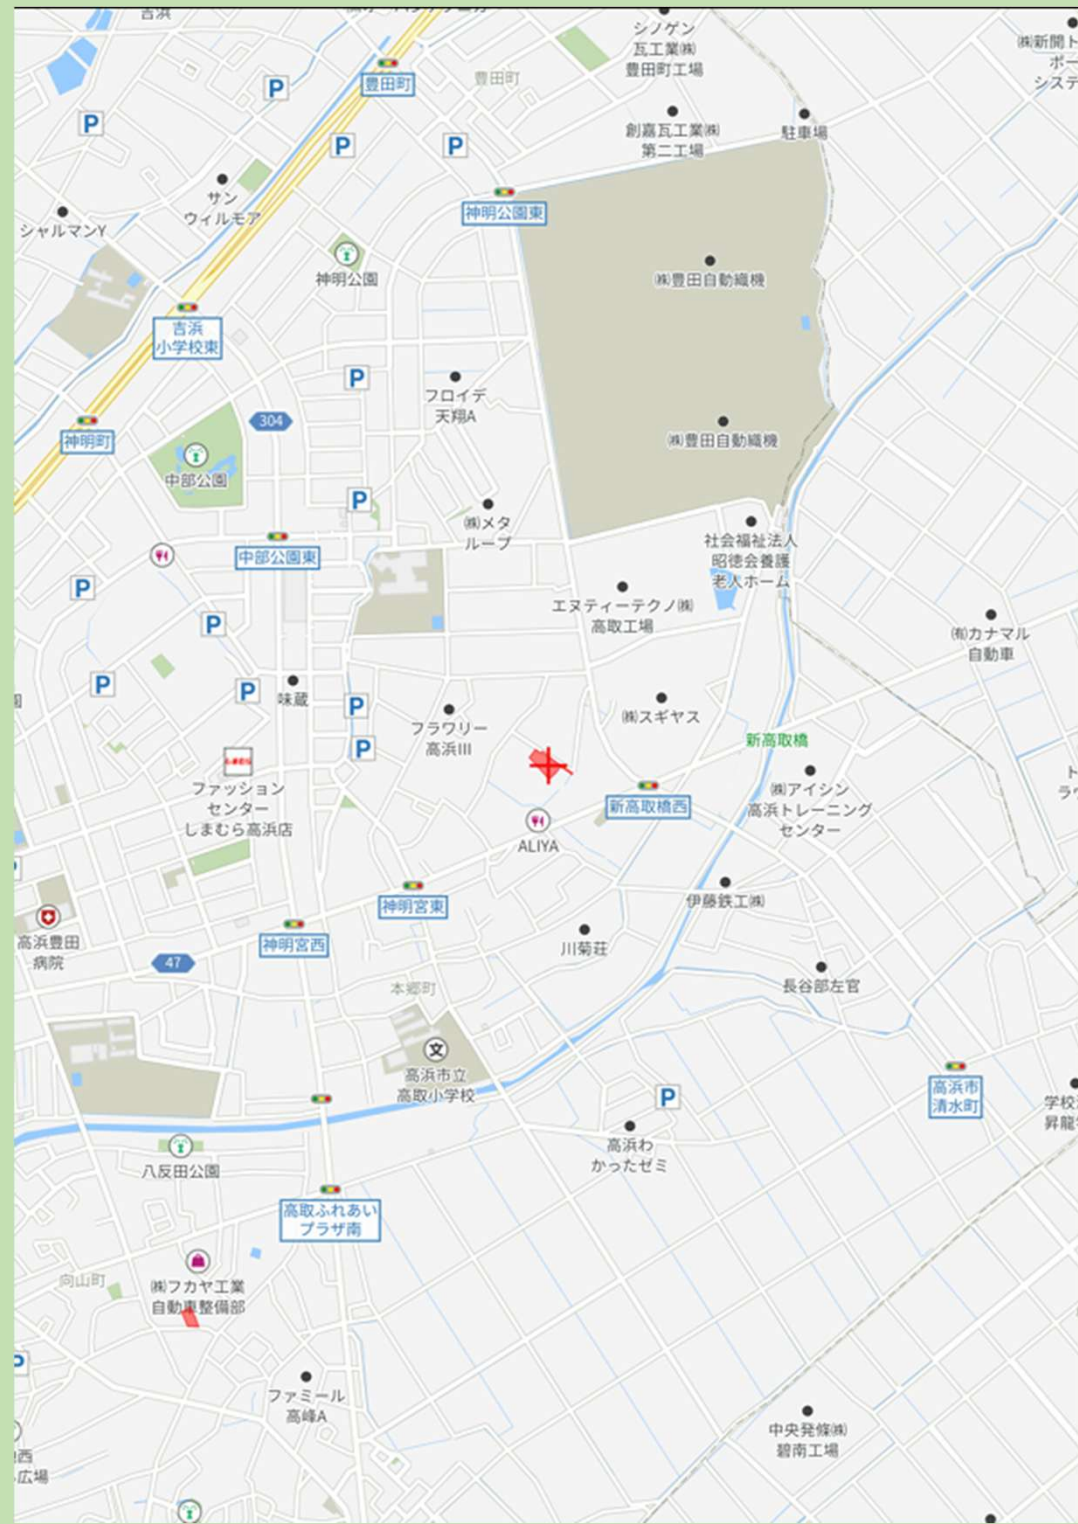 吉浜
シノゲン
瓦工業㈱
豊田町工場
㈱新開ト
ポー
システ
豊田町
豊田町
P
P
P
P
創嘉瓦工業㈱
第二工場
駐車場
サン
ウィルモア
シャルマンY
神明公園東
神明公園
㈱豊田自動織機
吉浜
小学校東
P
フロイデ
天翔A
304
神明町
㈱豊田自動織機
中部公園
P
㈱メタ
ループ
社会福祉法人
昭徳会養護
老人ホーム
中部公園東
P
エヌティーテクノ㈱
高取工場
P
㈲カナマル
自動車
P
P
味蔵
P
フラワリー
高浜III
㈱スギヤス
新高取橋
P
しまむら
ファッション
センター
しまむら高浜店
新高取橋西
㈱アイシン
高浜トレーニング
センター
ト
ラウ
ALIYA
伊藤鉄工㈱
神明宮東
高浜豊田
病院
神明宮西
川菊荘
47
本郷町
長谷部左官
文
高浜市立
高取小学校
高浜市
清水町
P
学校法
昇龍
高浜わ
かったゼミ
八反田公園
高取ふれあい
プラザ南
向山町
㈱フカヤ工業
自動車整備部
P
ファミール
高峰A
中央発條㈱
碧南工場
西
広場